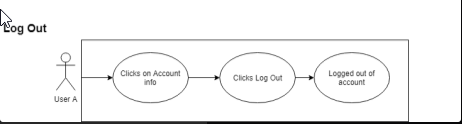 Log Out
Clicks on Account
info
Clicks Log Out
Logged out of
account
User A